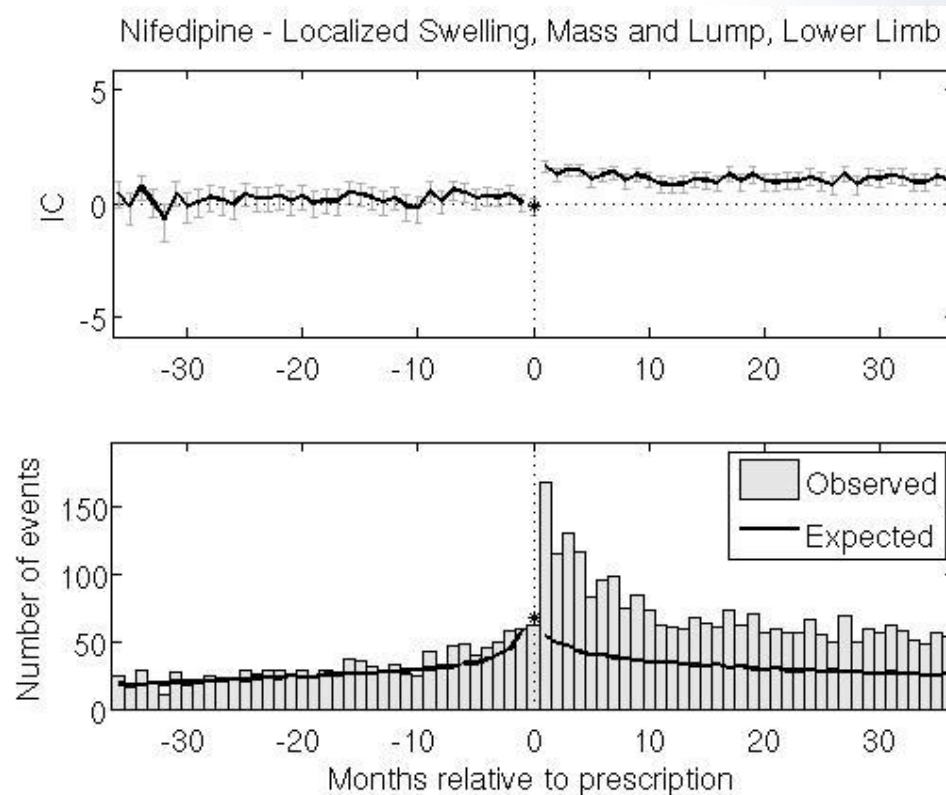 Nifedipine - Localized Swelling, Mass and Lump, Lower Limb
5
0
-5
IC
-30 -20 -10 0 10 20 30
150
100
50
0
Number of events
Observed
Expected
-30 -20 -10 0 10 20 30
Months relative to prescription